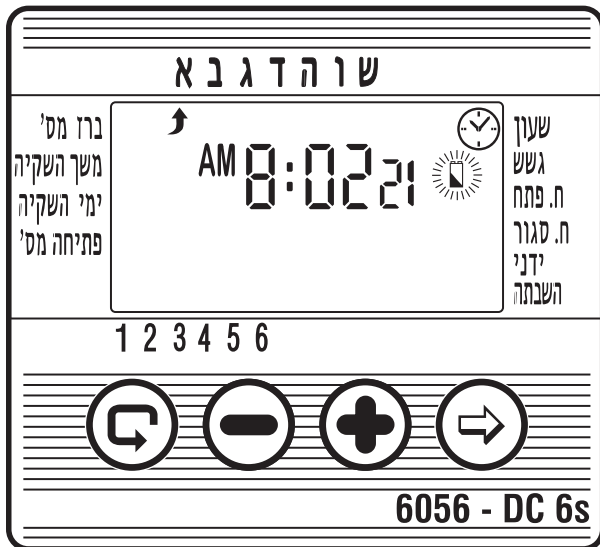 ש ו ה ד ג ב א
שעון
גשש
ח. פתח
ח. סגור
ידני
השבתה
AM 8:02 21
ברז מס'
משך השקיה
ימי השקיה
פתיחה מס'
1 2 3 4 5 6
6056 - DC 6s